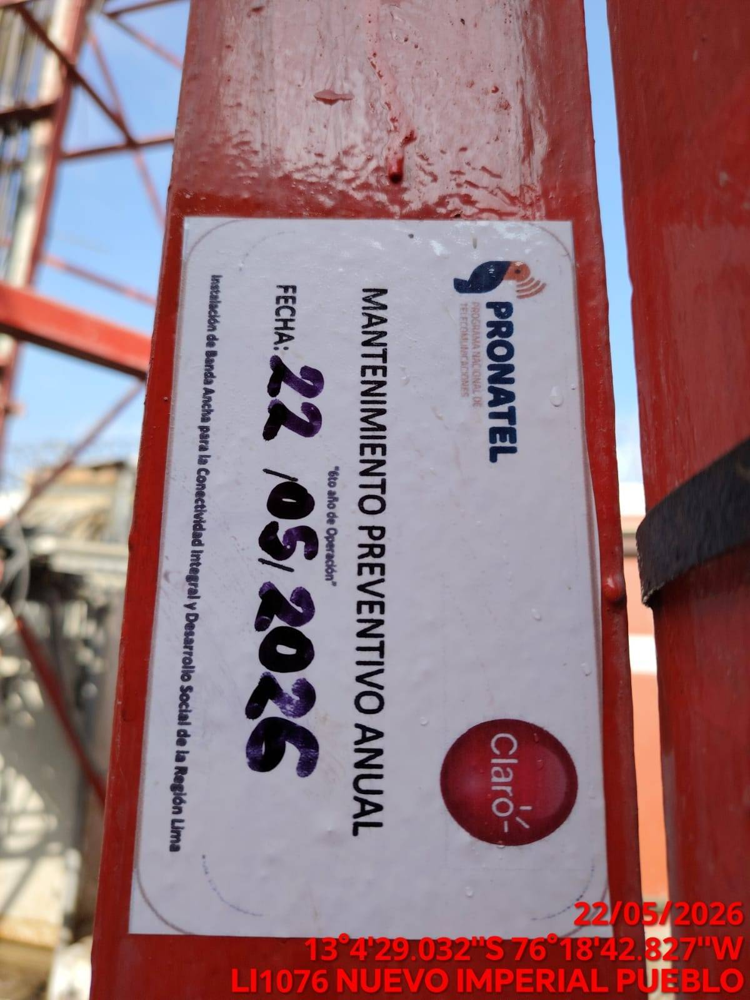 PRONATEL
PROGRAMA NACIONAL DE
TELECOMUNICACIONES
Claro
MANTENIMIENTO PREVENTIVO ANUAL
"6to año de Operación"
FECHA: 22/05/2026
Instalación de Banda Ancha para la Conectividad Integral y Desarrollo Social de la Región Lima
22/05/2026
13°4'29.032"S 76°18'42.827"W
LI1076 NUEVO IMPERIAL PUEBLO